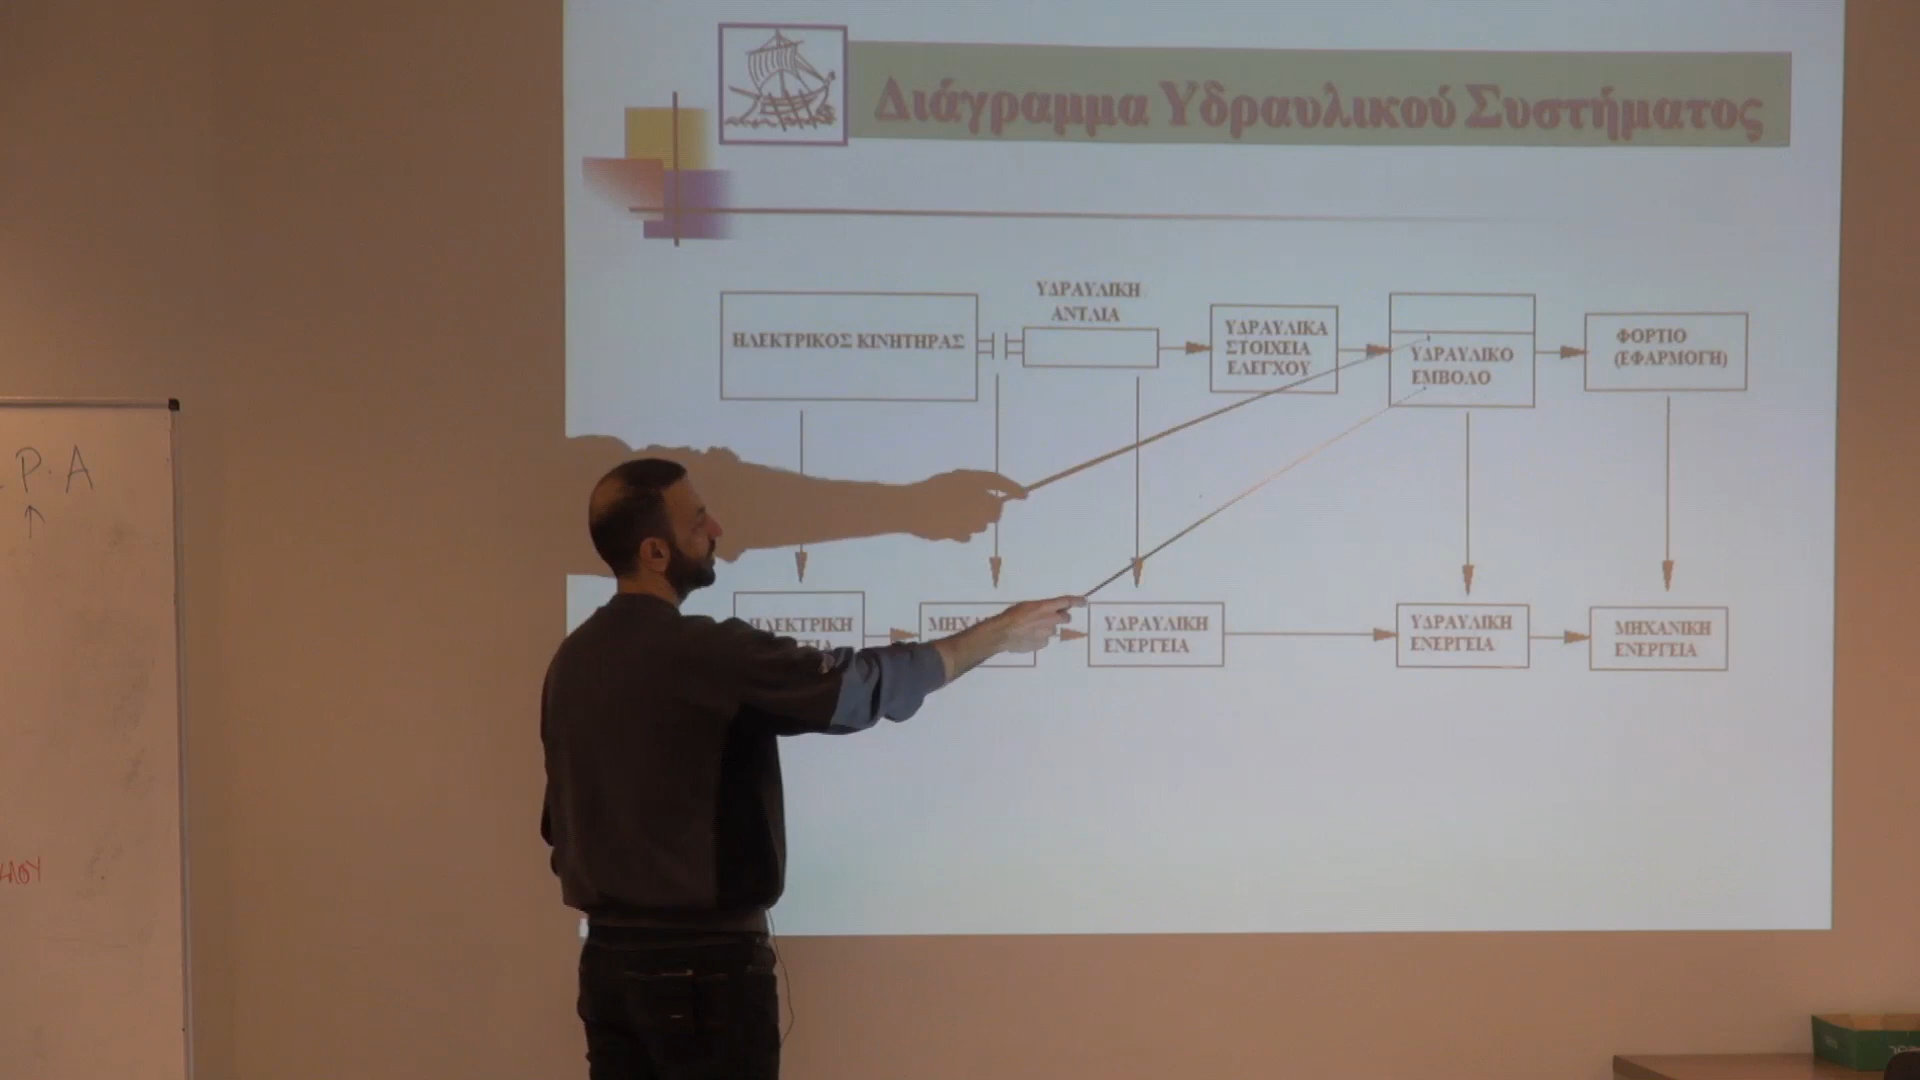 Διάγραμμα Υδραυλικού Συστήματος
ΥΔΡΑΥΛΙΚΗ
ΑΝΤΛΙΑ
ΗΛΕΚΤΡΙΚΟΣ ΚΙΝΗΤΗΡΑΣ
ΥΔΡΑΥΛΙΚΑ
ΣΤΟΙΧΕΙΑ
ΕΛΕΓΧΟΥ
ΥΔΡΑΥΛΙΚΟ
ΕΜΒΟΛΟ
ΦΟΡΤΙΟ
(ΕΦΑΡΜΟΓΗ)
P.A
ΗΛΕΚΤΡΙΚΗ
ΥΔΡΑΥΛΙΚΗ
ΕΝΕΡΓΕΙΑ
ΥΔΡΑΥΛΙΚΗ
ΕΝΕΡΓΕΙΑ
ΜΗΧΑΝΙΚΗ
ΕΝΕΡΓΕΙΑ